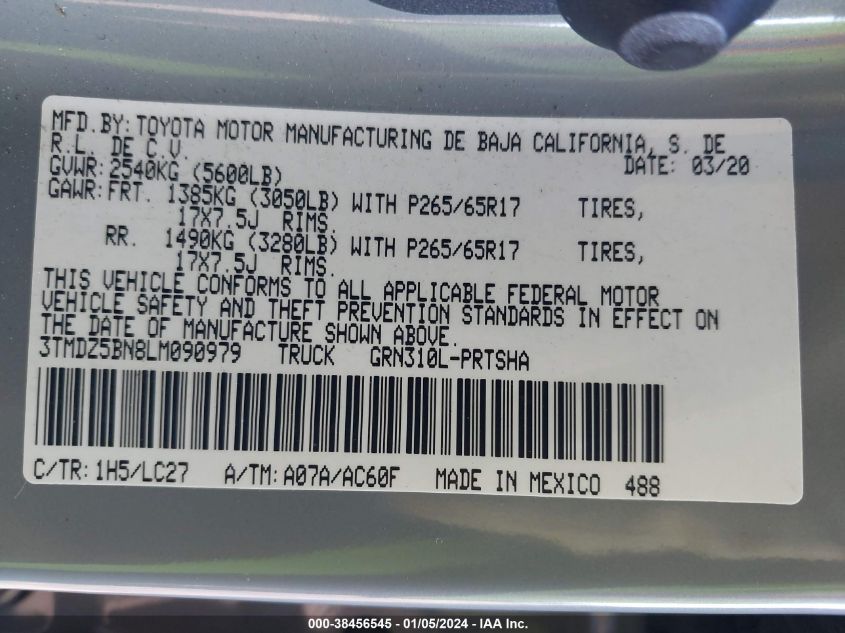 MFD.BY: TOYOTA MOTOR MANUFACTURING DE BAJA CALIFORNIA, S. DE
R.L. DE C.V.
DATE: 03/20
GVWR: 2540KG (5600LB)
GAWR: FRT. 1385KG (3050LB) WITH P265/65R17 TIRES,
17X7.5J RIMS.
RR. 1490KG (3280LB) WITH P265/65R17 TIRES,
17X7.5J RIMS.
THIS VEHICLE CONFORMS TO ALL APPLICABLE FEDERAL MOTOR
VEHICLE SAFETY AND THEFT PREVENTION STANDARDS IN EFFECT ON
THE DATE OF MANUFACTURE SHOWN ABOVE.
3TMDZ5BN8LM090979 TRUCK GRN310L-PRTSHA
C/TR: 1H5/LC27 A/TM: A07A/AC60F MADE IN MEXICO 488
000-38456545 - 01/05/2024 - IAA Inc.